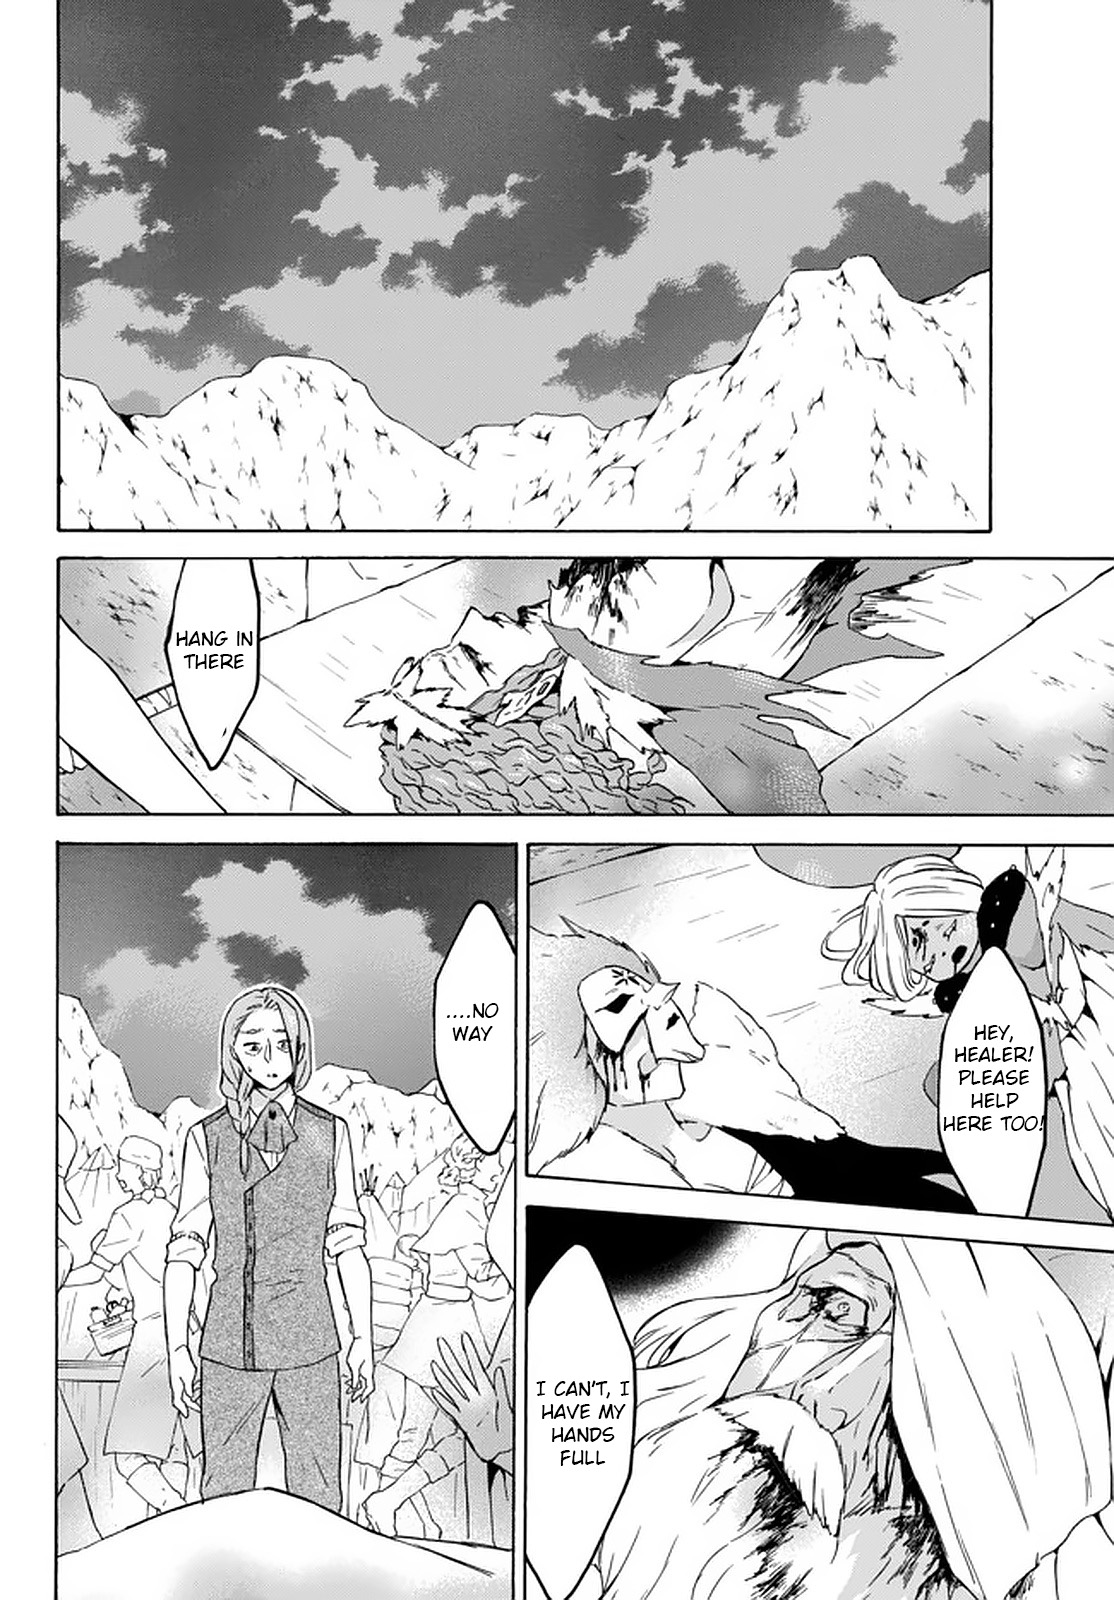 HANG IN
THERE
HEY,
HEALER!
PLEASE
HELP
HERE TOO!
I CAN'T, I
HAVE MY
HANDS
FULL
....NO
WAY